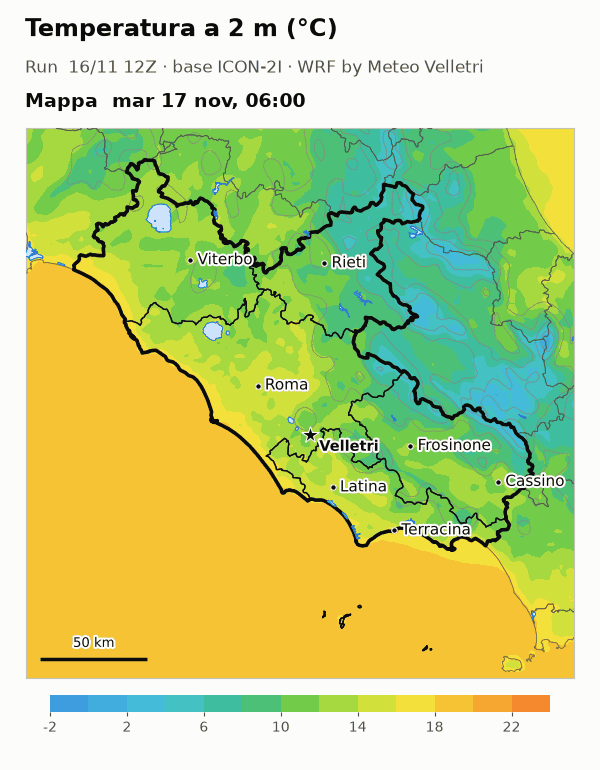 Temperatura a 2 m (°C)
Run  16/11 12Z · base ICON-2I · WRF by Meteo Velletri
Mappa  mar 17 nov, 06:00
Viterbo
Rieti
Roma
Velletri
Frosinone
Latina
Cassino
Terracina
50 km
-2 2 6 10 14 18 22